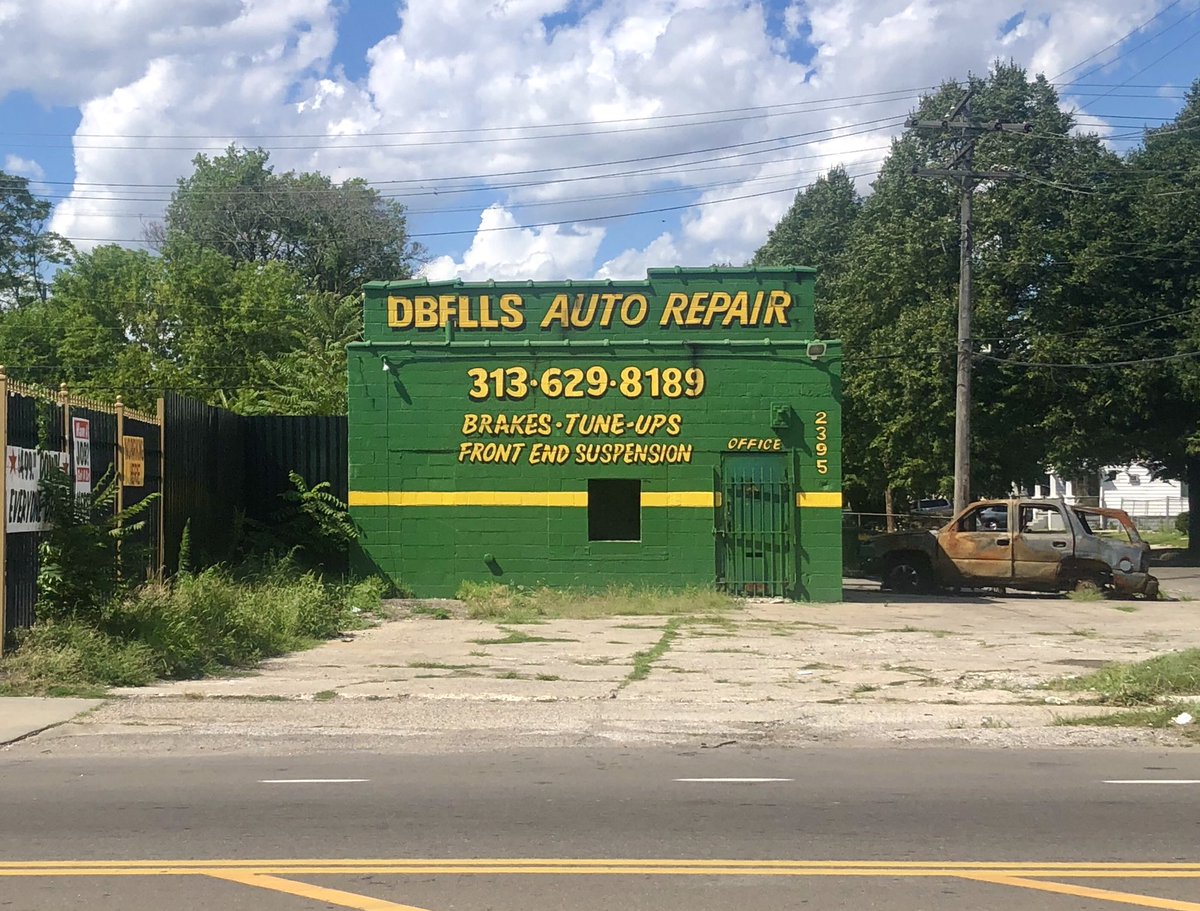 DBELLS AUTO REPAIR
313·629·8189
BRAKES·TUNE-UPS
FRONT END SUSPENSION
OFFICE
2395